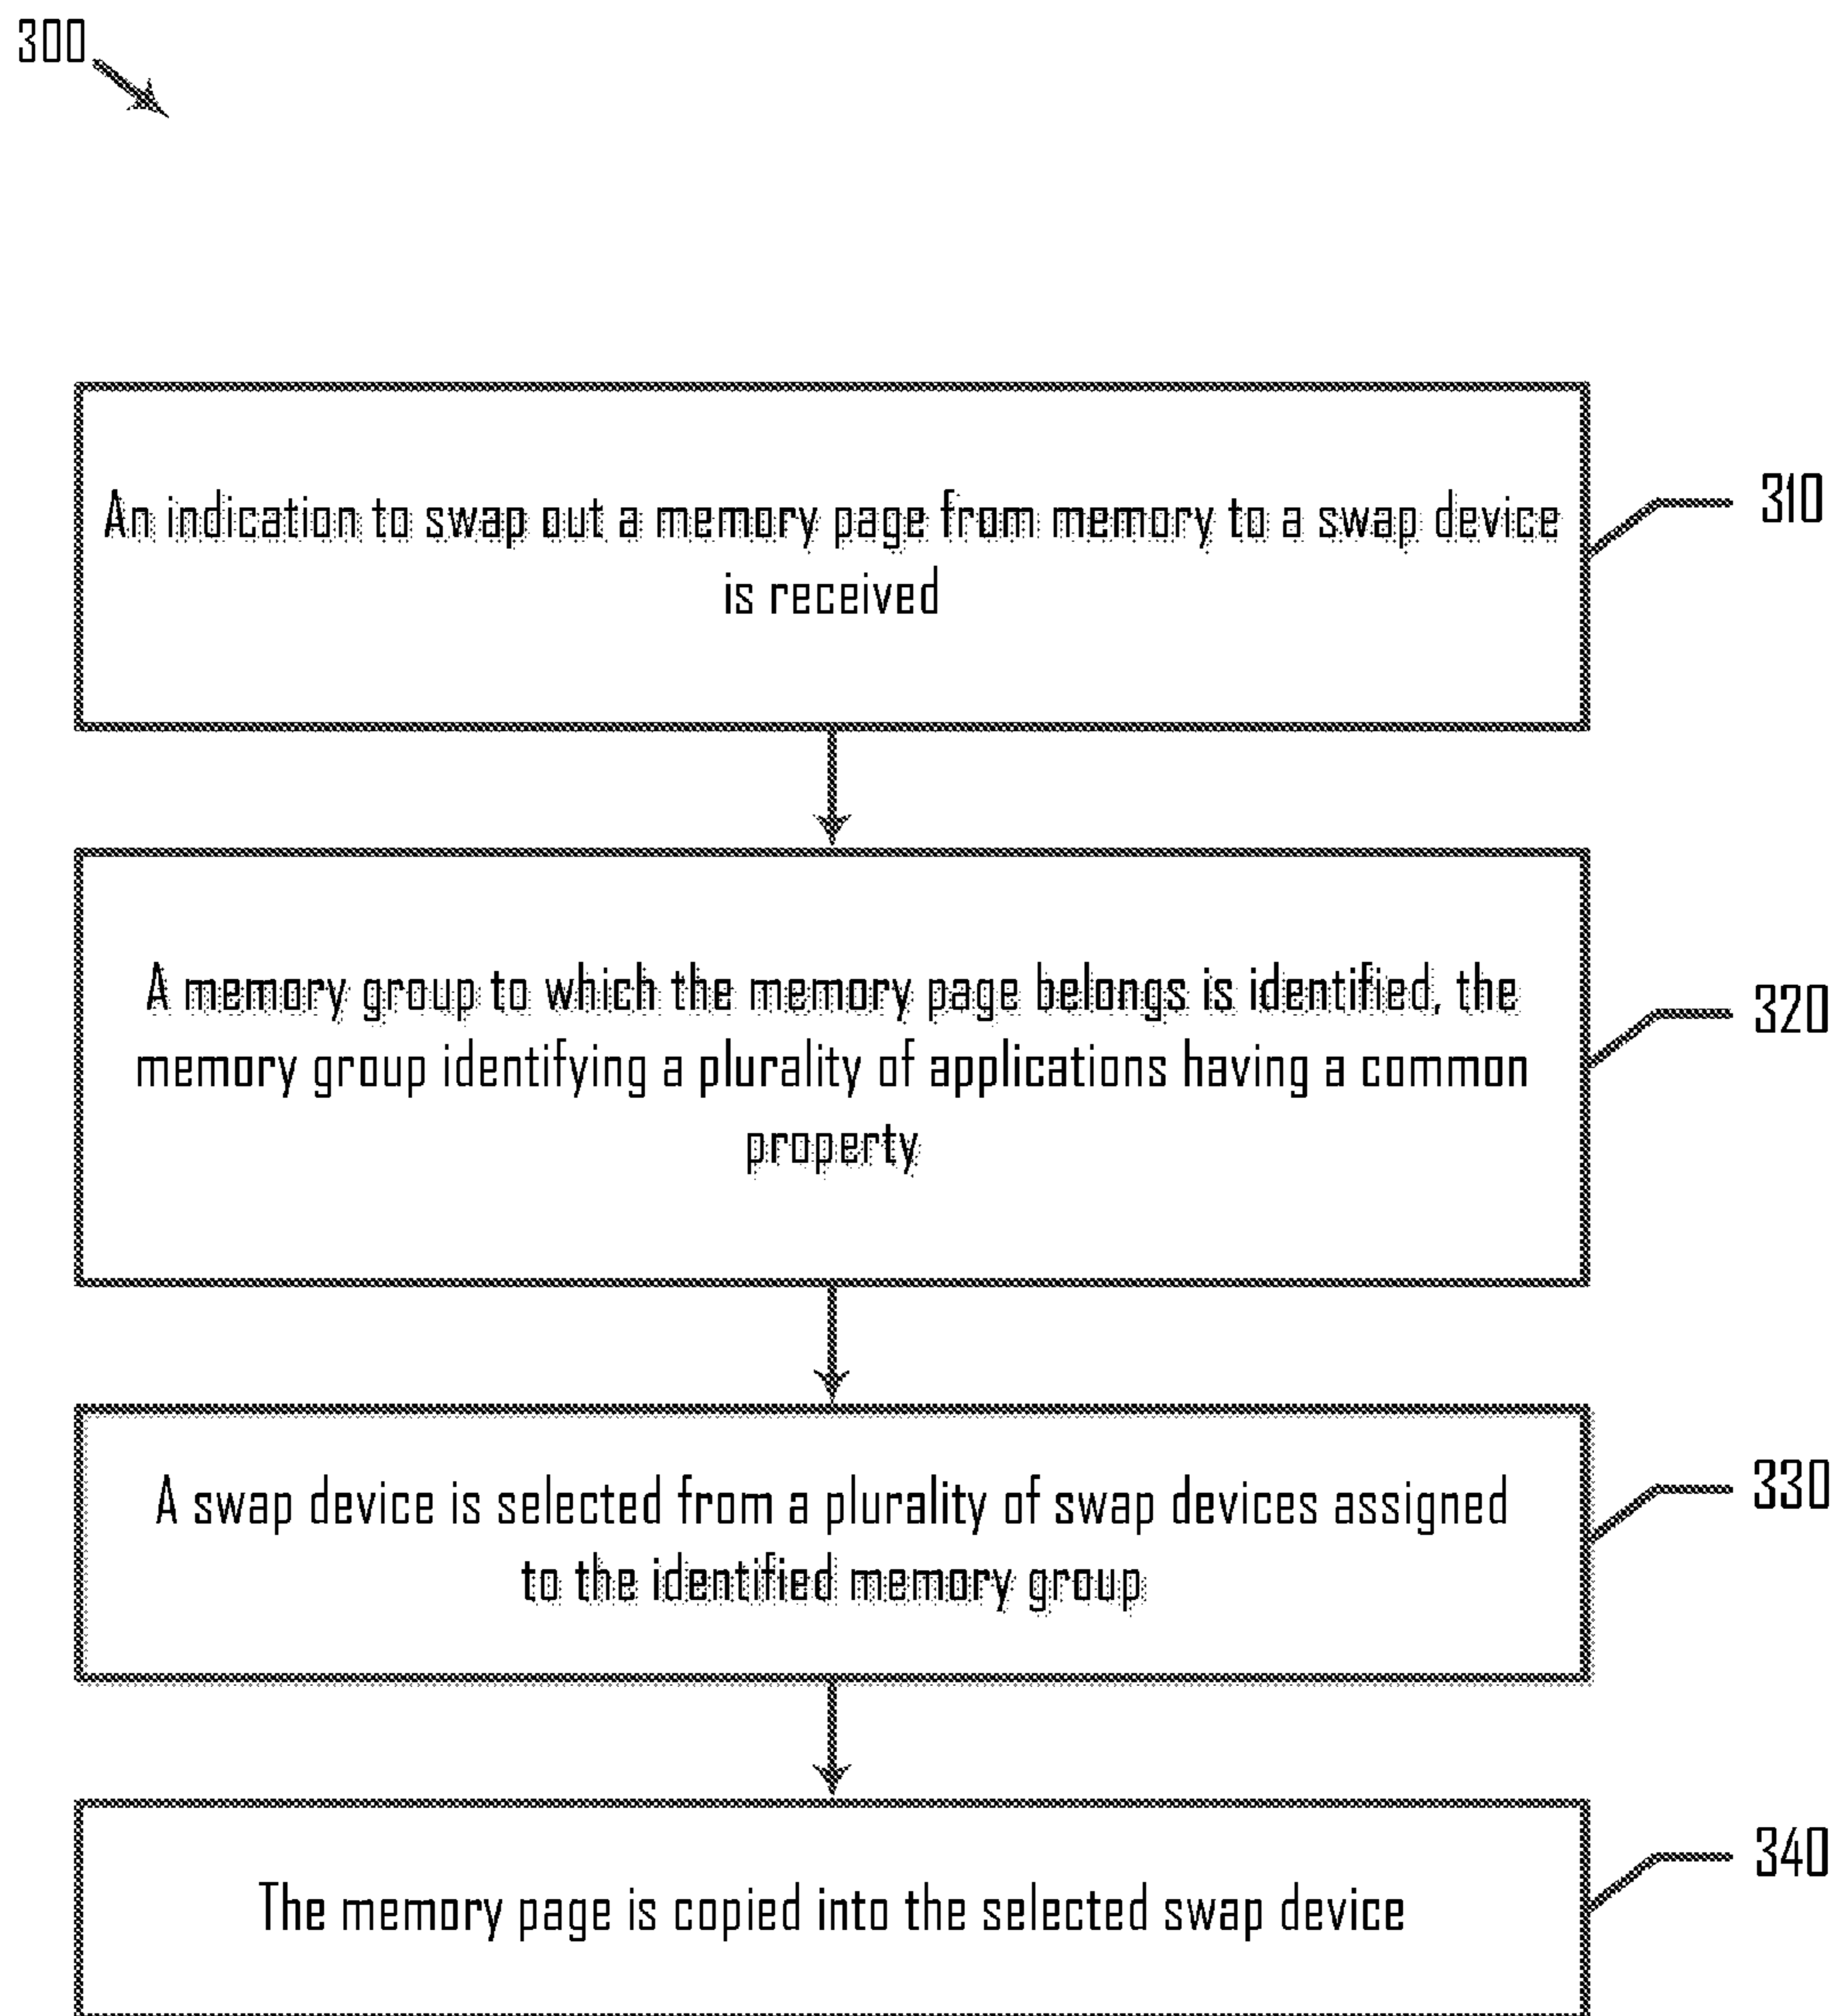 300
An indication to swap out a memory page from memory to a swap device
is received
310
A memory group to which the memory page belongs is identified, the
memory group identifying a plurality of applications having a common
property
320
A swap device is selected from a plurality of swap devices assigned
to the identified memory group
330
The memory page is copied into the selected swap device
340